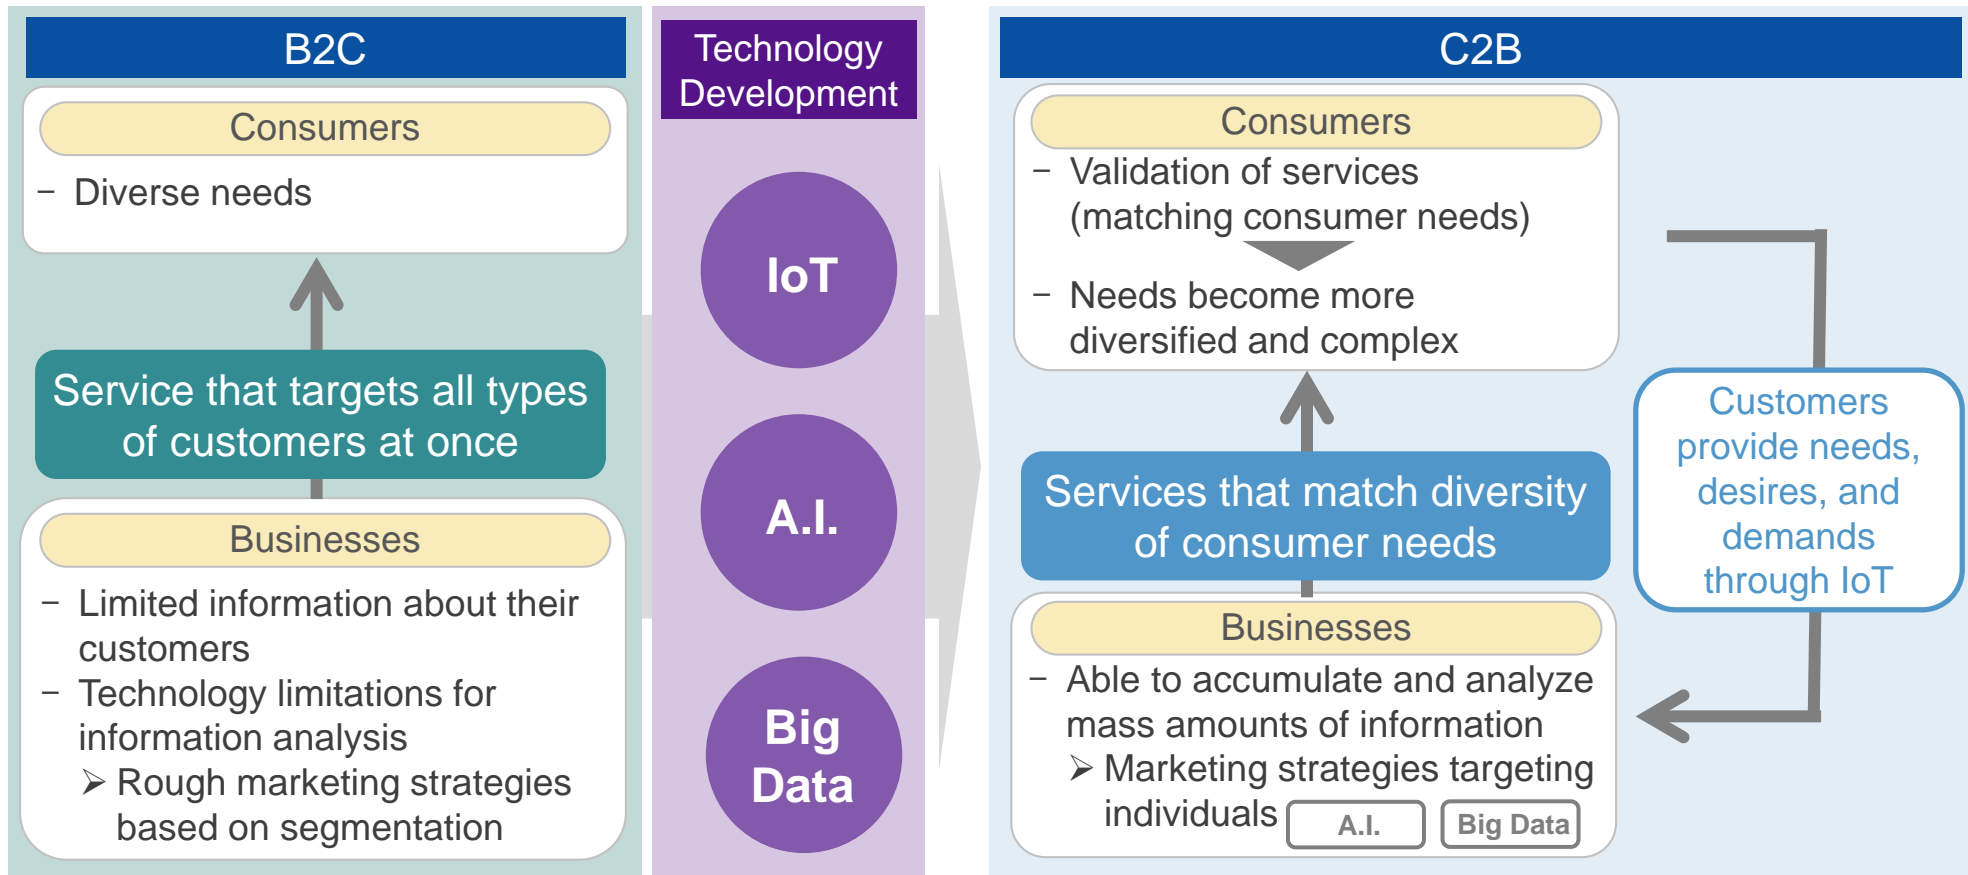 B2C
Consumers
− Diverse needs
Service that targets all types
of customers at once
Businesses
− Limited information about their
customers
− Technology limitations for
information analysis
➢ Rough marketing strategies
based on segmentation
Technology
Development
IoT
A.I.
Big
Data
C2B
Consumers
− Validation of services
(matching consumer needs)
− Needs become more
diversified and complex
Services that match diversity
of consumer needs
Businesses
− Able to accumulate and analyze
mass amounts of information
➢ Marketing strategies targeting
individuals
A.I.
Big Data
Customers
provide needs,
desires, and
demands
through IoT